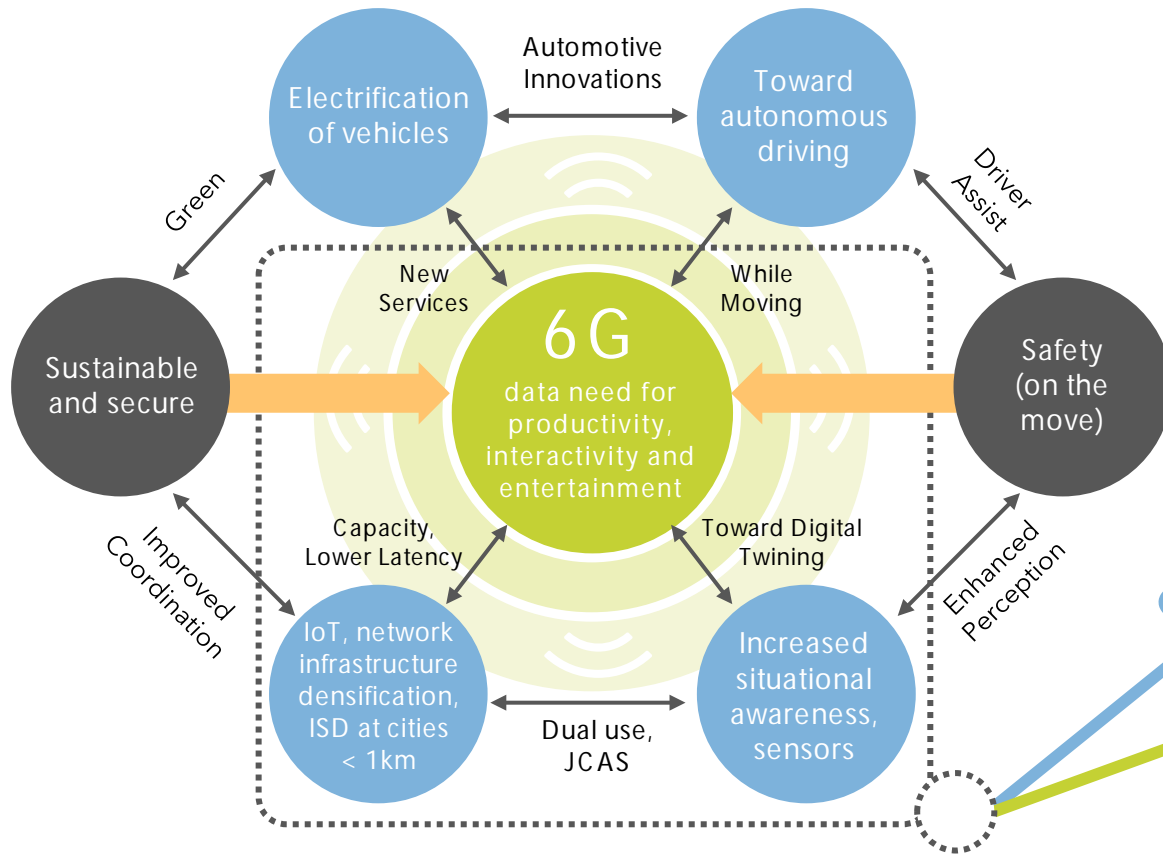 Automotive
Innovations
Electrification
of vehicles
Toward
autonomous
driving
Green
Driver
Assist
New
Services
While
Moving
6G
data need for
productivity,
interactivity and
entertainment
Sustainable
and secure
Safety
(on the
move)
Capacity,
Lower Latency
Toward Digital
Twining
Improved
Coordination
Enhanced
Perception
IoT, network
infrastructure
densification,
ISD at cities
< 1km
Increased
situational
awareness,
sensors
Dual use,
JCAS